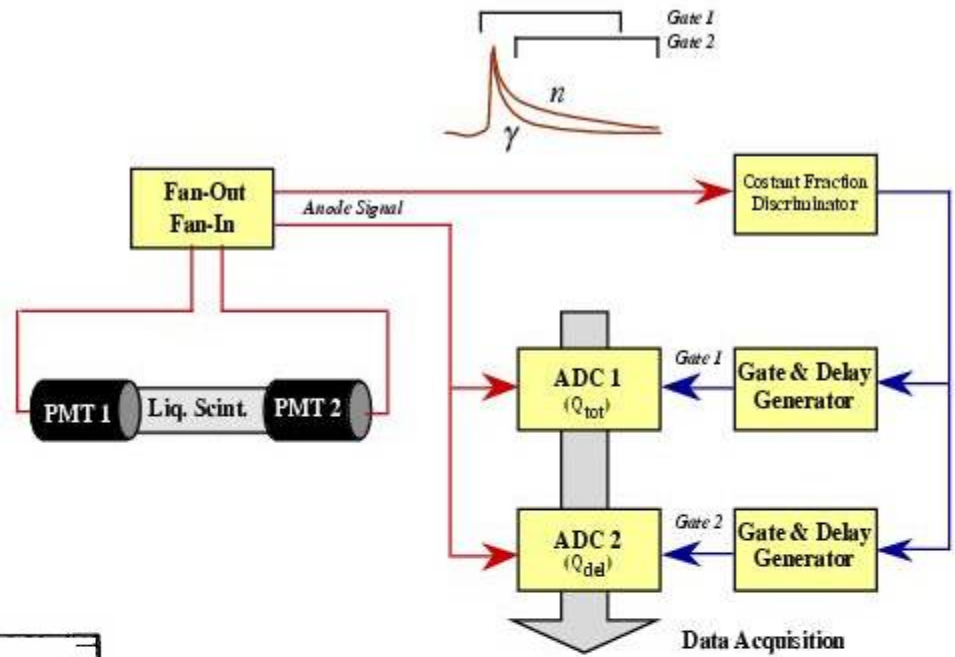 Gate 1
Gate 2
n
γ
Fan-Out
Fan-In
Anode Signal
Costant Fraction
Discriminator
PMT 1
Liq. Scint.
PMT 2
ADC 1
(Qtot)
Gate 1
Gate & Delay
Generator
ADC 2
(Qdel)
Gate 2
Gate & Delay
Generator
Data Acquisition